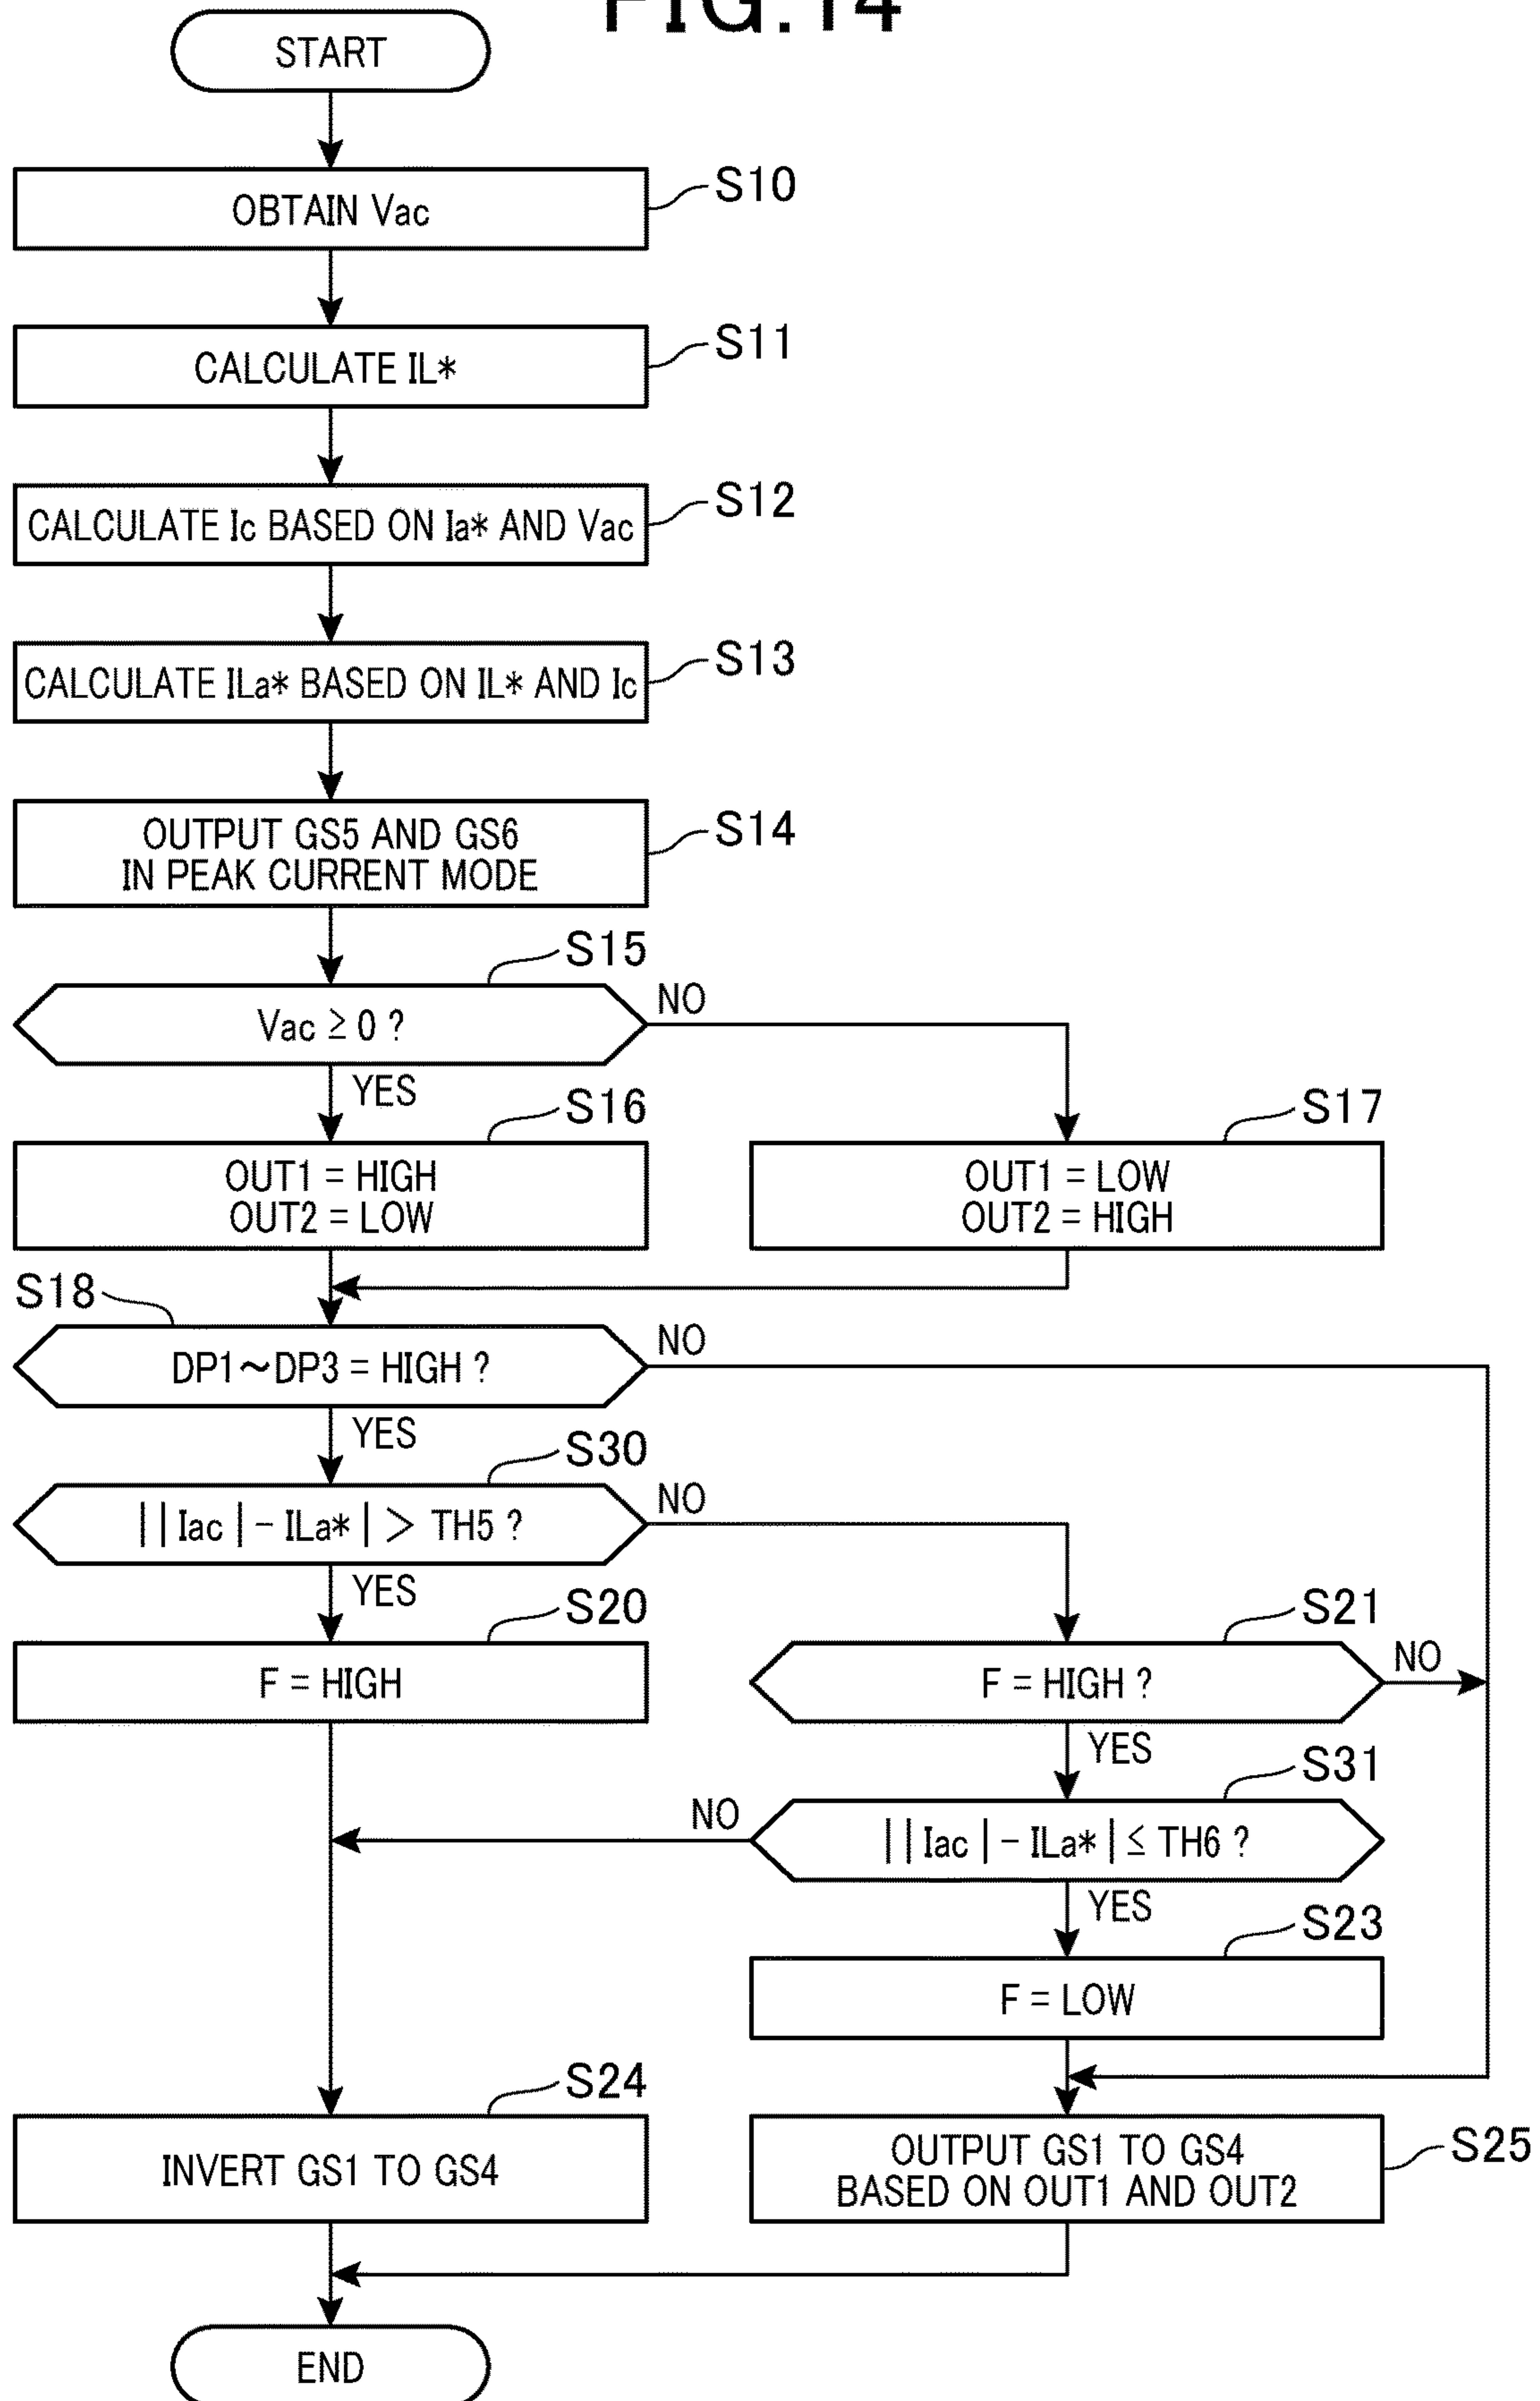 FIG.14
START
OBTAIN Vac
S10
CALCULATE IL*
S11
CALCULATE Ic BASED ON Ia* AND Vac
S12
CALCULATE ILa* BASED ON IL* AND Ic
S13
OUTPUT GS5 AND GS6
IN PEAK CURRENT MODE
S14
S15
Vac ≥ 0 ?
NO
YES
S16
OUT1 = HIGH
OUT2 = LOW
S17
OUT1 = LOW
OUT2 = HIGH
S18
DP1~DP3 = HIGH ?
NO
YES
S30
||Iac|-ILa*| > TH5 ?
NO
YES
S20
F = HIGH
S21
F = HIGH ?
NO
YES
S31
||Iac|-ILa*| ≤ TH6 ?
NO
YES
S23
F = LOW
S24
INVERT GS1 TO GS4
OUTPUT GS1 TO GS4
BASED ON OUT1 AND OUT2
S25
END